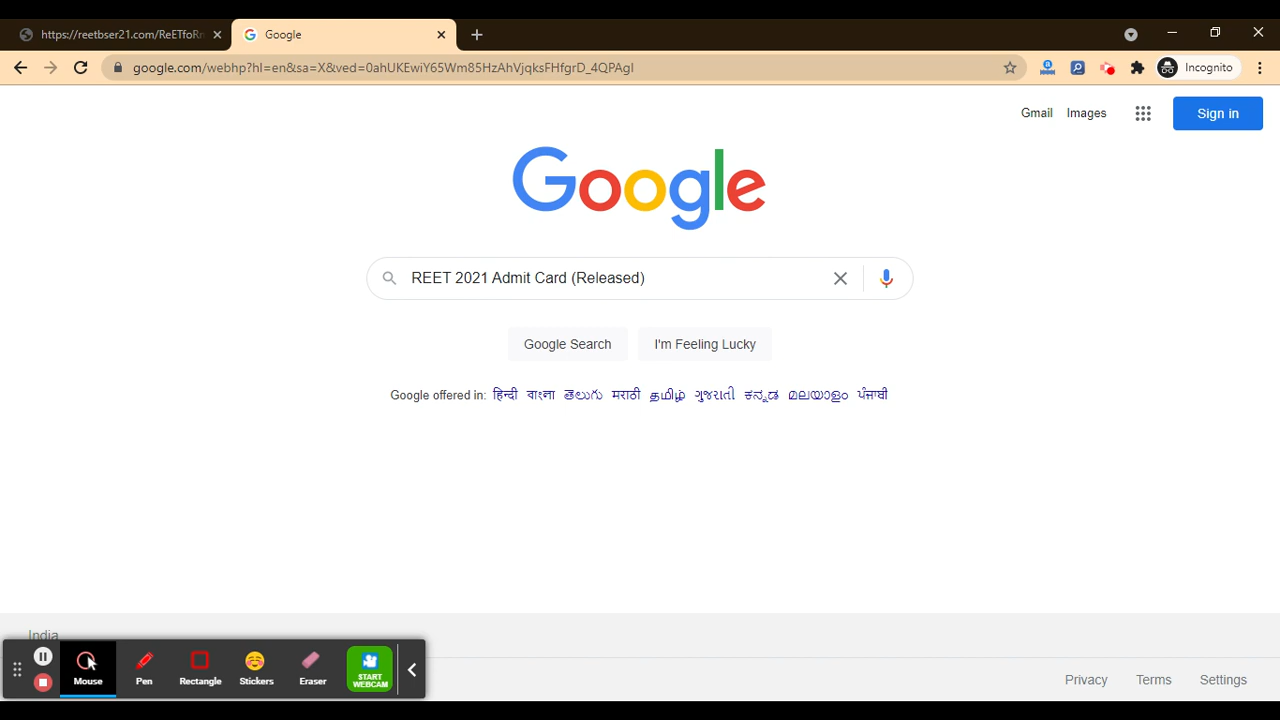 https://reetbser21.com/ReETfoRn
Google
google.com/webhp?hl=en&sa=X&ved=0ahUKEwiY65Wm85HzAhVjqksFHfgrD_4QPAgI
Incognito
Gmail Images Sign in
Google
REET 2021 Admit Card (Released)
Google Search I'm Feeling Lucky
Google offered in: हिन्दी বাংলা తెలుగు मराठी தமிழ் ગુજરાતી ಕನ್ನಡ മലയാളം ਪੰਜਾਬੀ
India
Mouse Pen Rectangle Stickers Eraser START WEBCAM
Privacy Terms Settings